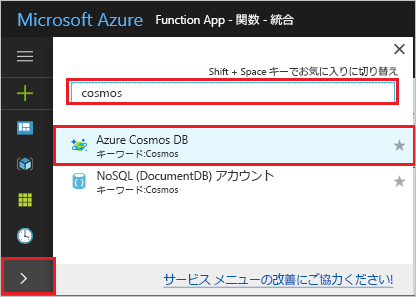 Microsoft Azure Function App - 関数 - 統合
Shift + Space キーでお気に入りに切り替え
cosmos
Azure Cosmos DB
キーワード:Cosmos
NoSQL (DocumentDB) アカウント
キーワード:Cosmos
サービス メニューの改善にご協力ください!